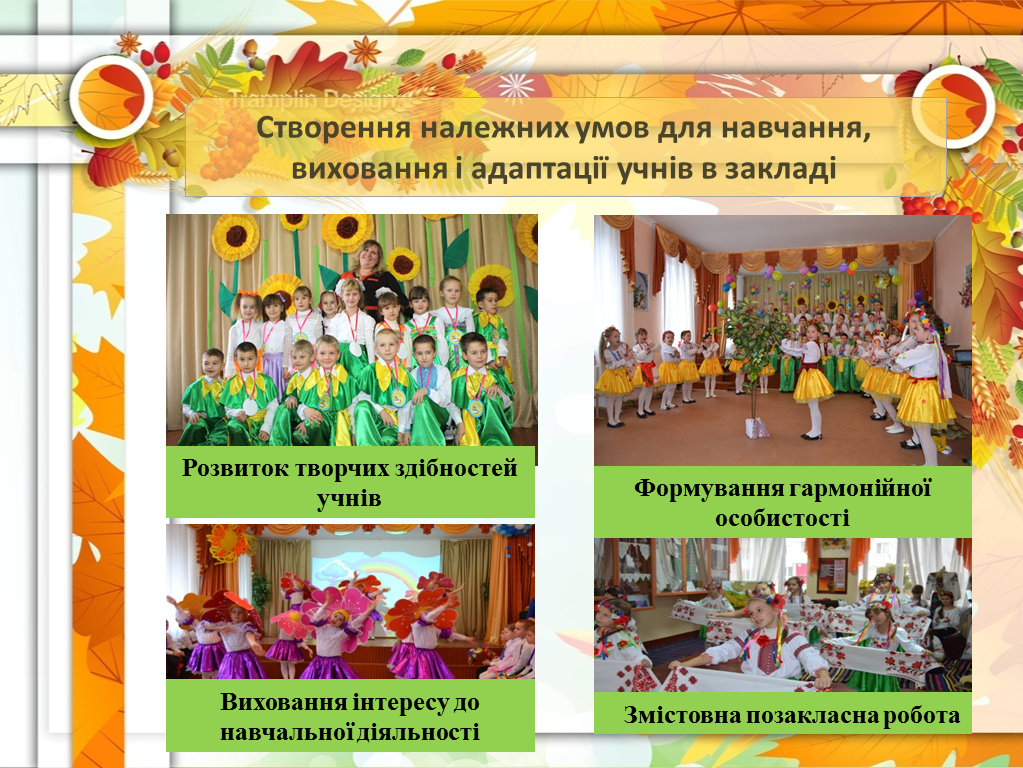 Tramplin Design
Створення належних умов для навчання,
виховання і адаптації учнів в закладі
Розвиток творчих здібностей
учнів
Формування гармонійної
особистості
Виховання інтересу до
навчальної діяльності
Змістовна позакласна робота